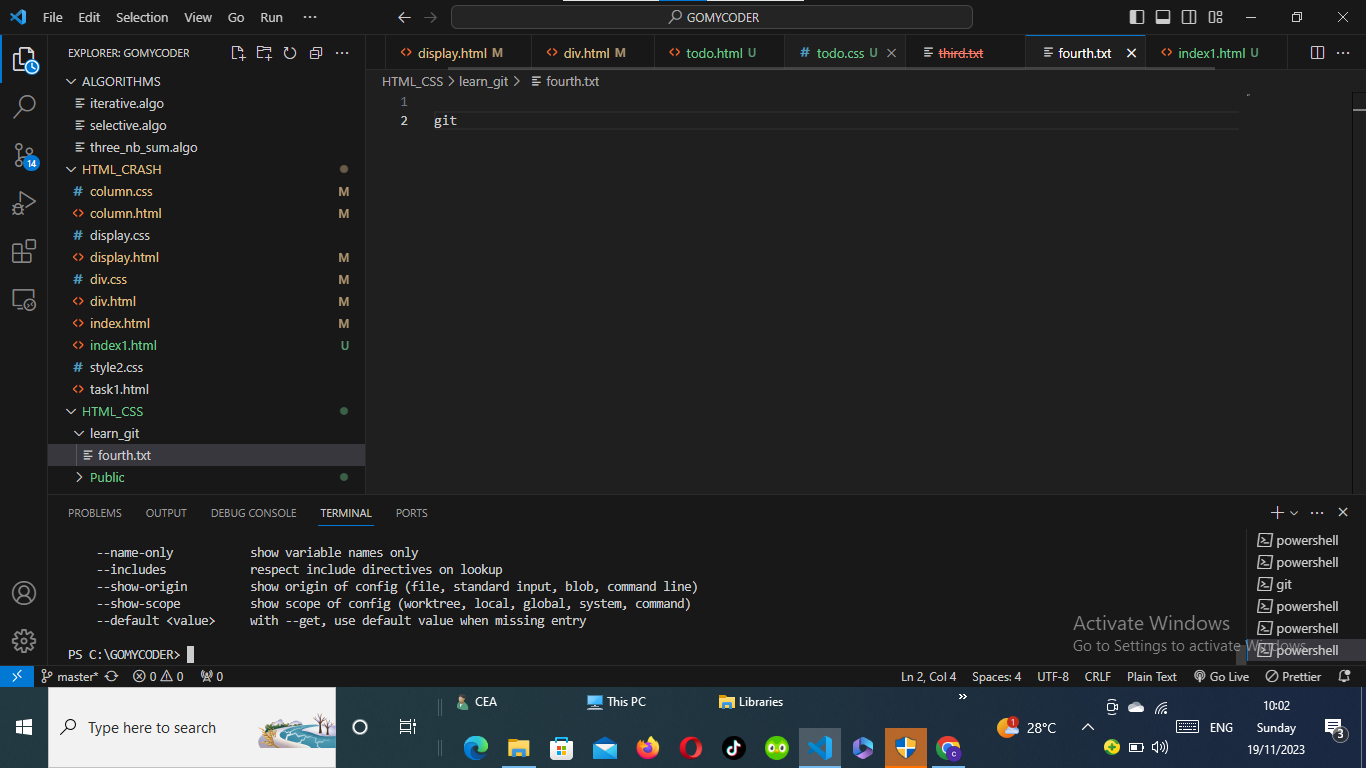 File Edit Selection View Go Run ···
GOMYCODER
EXPLORER: GOMYCODER
display.html M
div.html M
todo.html U
todo.css U
third.txt
fourth.txt
index1.html U
HTML_CSS > learn_git > fourth.txt
ALGORITHMS
iterative.algo
selective.algo
three_nb_sum.algo
HTML_CRASH
column.css M
column.html M
display.css
display.html M
div.css M
div.html M
index.html M
index1.html U
style2.css
task1.html
HTML_CSS
learn_git
fourth.txt
Public
14
1
2 git
PROBLEMS OUTPUT DEBUG CONSOLE TERMINAL PORTS
--name-only show variable names only
--includes respect include directives on lookup
--show-origin show origin of config (file, standard input, blob, command line)
--show-scope show scope of config (worktree, local, global, system, command)
--default <value> with --get, use default value when missing entry
PS C:\GOMYCODER>
powershell
powershell
git
powershell
powershell
powershell
Activate Windows
Go to Settings to activate Windows.
master* 0 0 0 Ln 2, Col 4 Spaces: 4 UTF-8 CRLF Plain Text Go Live Prettier
Type here to search
CEA This PC Libraries
1 28°C
ENG
10:02
Sunday
19/11/2023
3